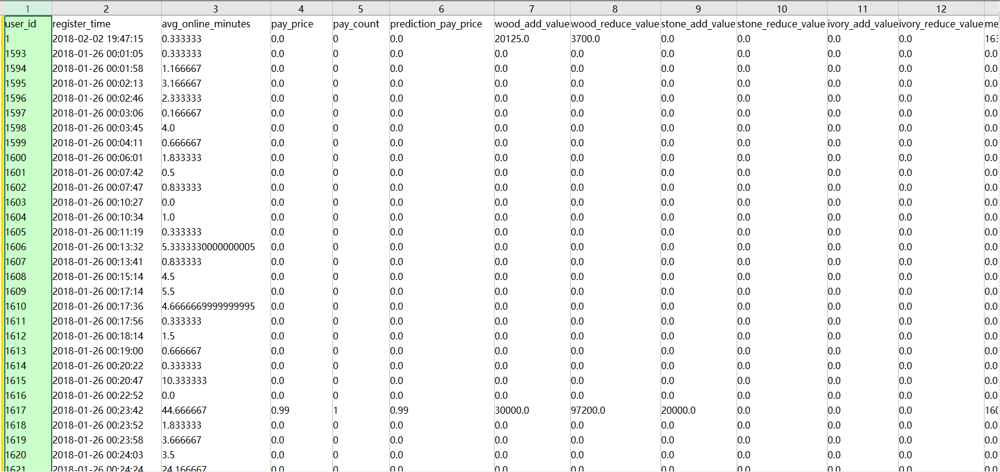 1 2 3 4 5 6 7 8 9 10 11 12
user_id register_time avg_online_minutes pay_price pay_count prediction_pay_price wood_add_value wood_reduce_value stone_add_value stone_reduce_value ivory_add_value ivory_reduce_value me
1 2018-02-02 19:47:15 0.333333 0.0 0 0.0 20125.0 3700.0 0.0 0.0 0.0 0.0 163
1593 2018-01-26 00:01:05 0.333333 0.0 0 0.0 0.0 0.0 0.0 0.0 0.0 0.0 0.0
1594 2018-01-26 00:01:58 1.166667 0.0 0 0.0 0.0 0.0 0.0 0.0 0.0 0.0 0.0
1595 2018-01-26 00:02:13 3.166667 0.0 0 0.0 0.0 0.0 0.0 0.0 0.0 0.0 0.0
1596 2018-01-26 00:02:46 2.333333 0.0 0 0.0 0.0 0.0 0.0 0.0 0.0 0.0 0.0
1597 2018-01-26 00:03:06 0.166667 0.0 0 0.0 0.0 0.0 0.0 0.0 0.0 0.0 0.0
1598 2018-01-26 00:03:45 4.0 0.0 0 0.0 0.0 0.0 0.0 0.0 0.0 0.0 0.0
1599 2018-01-26 00:04:11 0.666667 0.0 0 0.0 0.0 0.0 0.0 0.0 0.0 0.0 0.0
1600 2018-01-26 00:06:01 1.833333 0.0 0 0.0 0.0 0.0 0.0 0.0 0.0 0.0 0.0
1601 2018-01-26 00:07:42 0.5 0.0 0 0.0 0.0 0.0 0.0 0.0 0.0 0.0 0.0
1602 2018-01-26 00:07:47 0.833333 0.0 0 0.0 0.0 0.0 0.0 0.0 0.0 0.0 0.0
1603 2018-01-26 00:10:27 0.0 0.0 0 0.0 0.0 0.0 0.0 0.0 0.0 0.0 0.0
1604 2018-01-26 00:10:34 1.0 0.0 0 0.0 0.0 0.0 0.0 0.0 0.0 0.0 0.0
1605 2018-01-26 00:11:19 0.333333 0.0 0 0.0 0.0 0.0 0.0 0.0 0.0 0.0 0.0
1606 2018-01-26 00:13:32 5.3333330000000005 0.0 0 0.0 0.0 0.0 0.0 0.0 0.0 0.0 0.0
1607 2018-01-26 00:13:41 0.833333 0.0 0 0.0 0.0 0.0 0.0 0.0 0.0 0.0 0.0
1608 2018-01-26 00:15:14 4.5 0.0 0 0.0 0.0 0.0 0.0 0.0 0.0 0.0 0.0
1609 2018-01-26 00:17:14 5.5 0.0 0 0.0 0.0 0.0 0.0 0.0 0.0 0.0 0.0
1610 2018-01-26 00:17:36 4.6666669999999995 0.0 0 0.0 0.0 0.0 0.0 0.0 0.0 0.0 0.0
1611 2018-01-26 00:17:56 0.333333 0.0 0 0.0 0.0 0.0 0.0 0.0 0.0 0.0 0.0
1612 2018-01-26 00:18:14 1.5 0.0 0 0.0 0.0 0.0 0.0 0.0 0.0 0.0 0.0
1613 2018-01-26 00:19:00 0.666667 0.0 0 0.0 0.0 0.0 0.0 0.0 0.0 0.0 0.0
1614 2018-01-26 00:20:22 0.333333 0.0 0 0.0 0.0 0.0 0.0 0.0 0.0 0.0 0.0
1615 2018-01-26 00:20:47 10.333333 0.0 0 0.0 0.0 0.0 0.0 0.0 0.0 0.0 0.0
1616 2018-01-26 00:22:52 0.0 0.0 0 0.0 0.0 0.0 0.0 0.0 0.0 0.0 0.0
1617 2018-01-26 00:23:42 44.666667 0.99 1 0.99 30000.0 97200.0 20000.0 0.0 0.0 0.0 160
1618 2018-01-26 00:23:52 1.833333 0.0 0 0.0 0.0 0.0 0.0 0.0 0.0 0.0 0.0
1619 2018-01-26 00:23:58 3.666667 0.0 0 0.0 0.0 0.0 0.0 0.0 0.0 0.0 0.0
1620 2018-01-26 00:24:03 3.5 0.0 0 0.0 0.0 0.0 0.0 0.0 0.0 0.0 0.0
1621 2018-01-26 00:24:24 24.166667 0.0 0 0.0 0.0 0.0 0.0 0.0 0.0 0.0 0.0